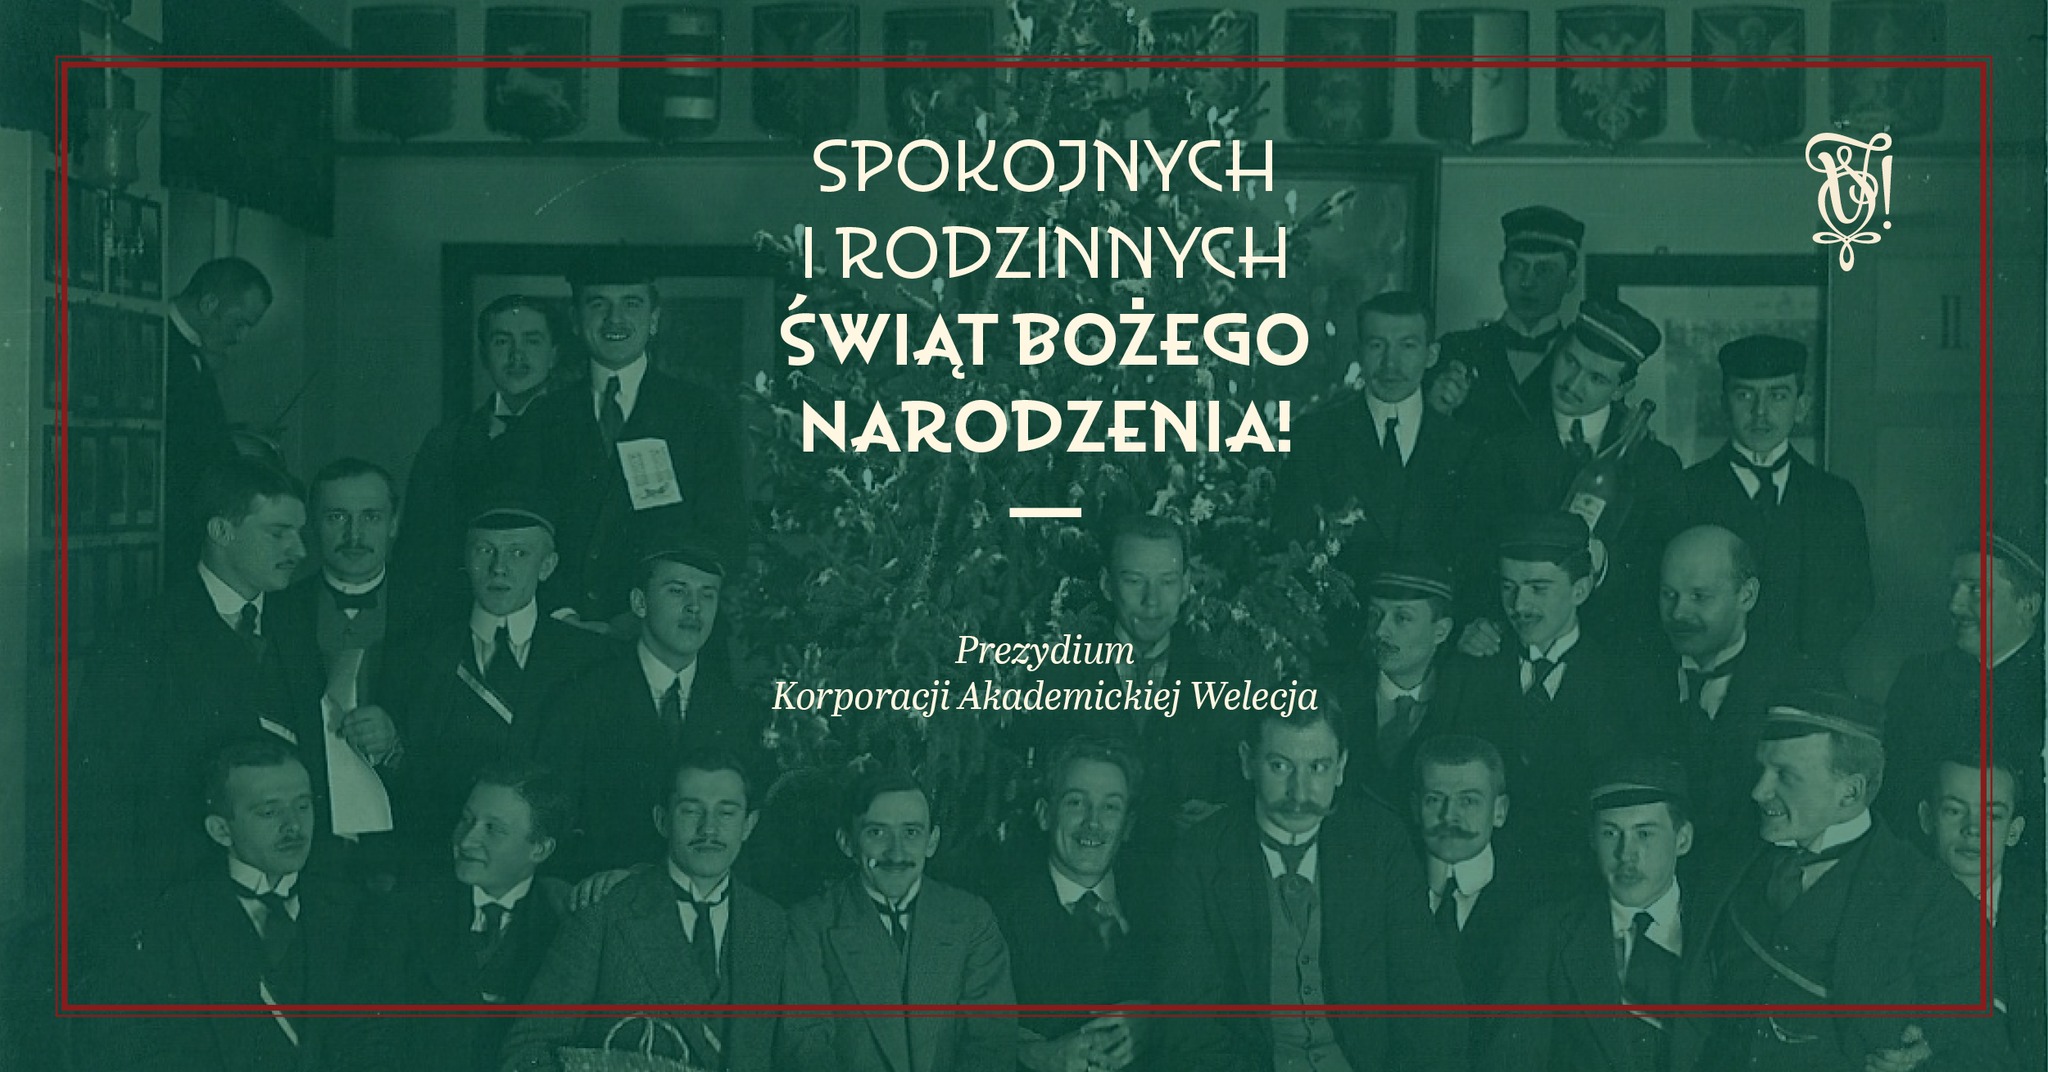 SPOKOJNYCH
I RODZINNYCH
ŚWIĄT BOŻEGO
NARODZENIA!
Prezydium
Korporacji Akademickiej Welecja